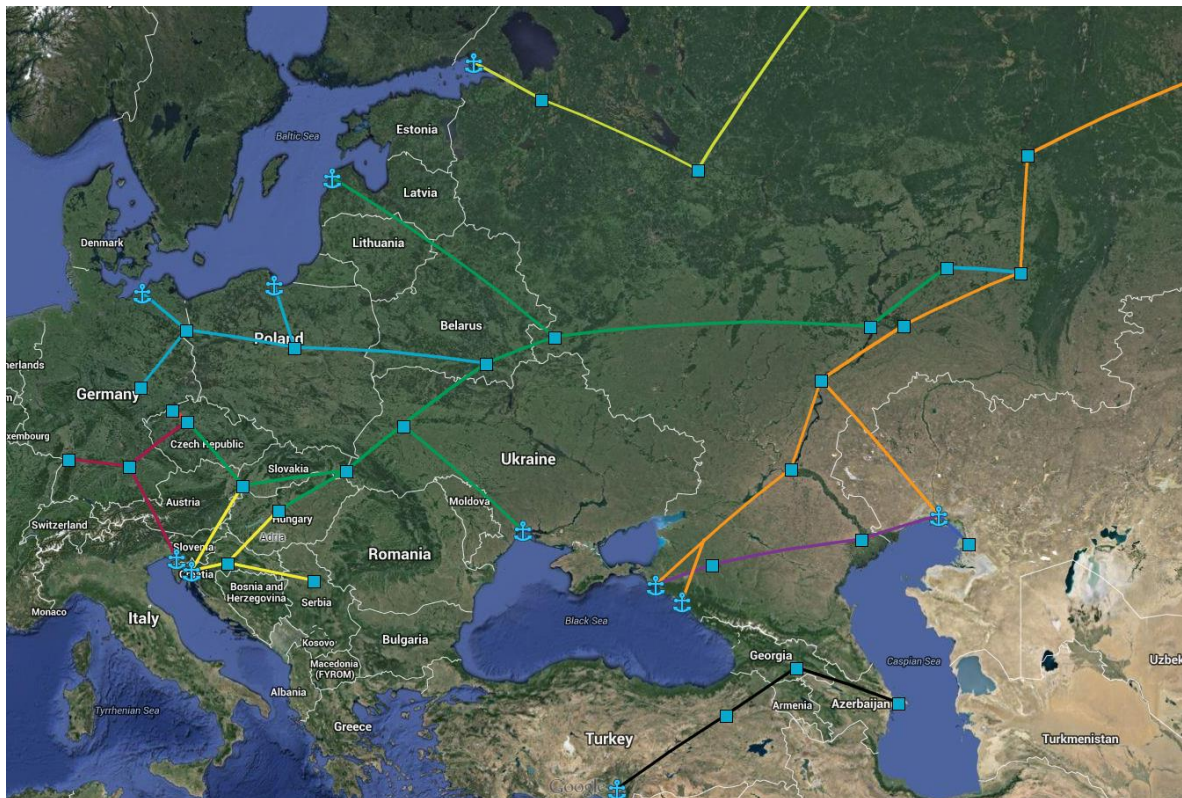 Estonia
Baltic Sea
Latvia
Denmark
Lithuania
Belarus
Poland
therlands
Germany
uxembourg
Czech Republic
Ukraine
Slovakia
Austria
Moldova
Switzerland
Hungary
Adria
Slovenia
Romania
Croatia
Bosnia and
Herzegovina
Serbia
Monaco
Italy
Black Sea
Kosovo
Bulgaria
Georgia
Caspian Sea
Uzbek
Macedonia
(FYROM)
Albania
Armenia
Azerbaijan
Tyrrhenian Sea
Greece
Turkey
Turkmenistan
Google